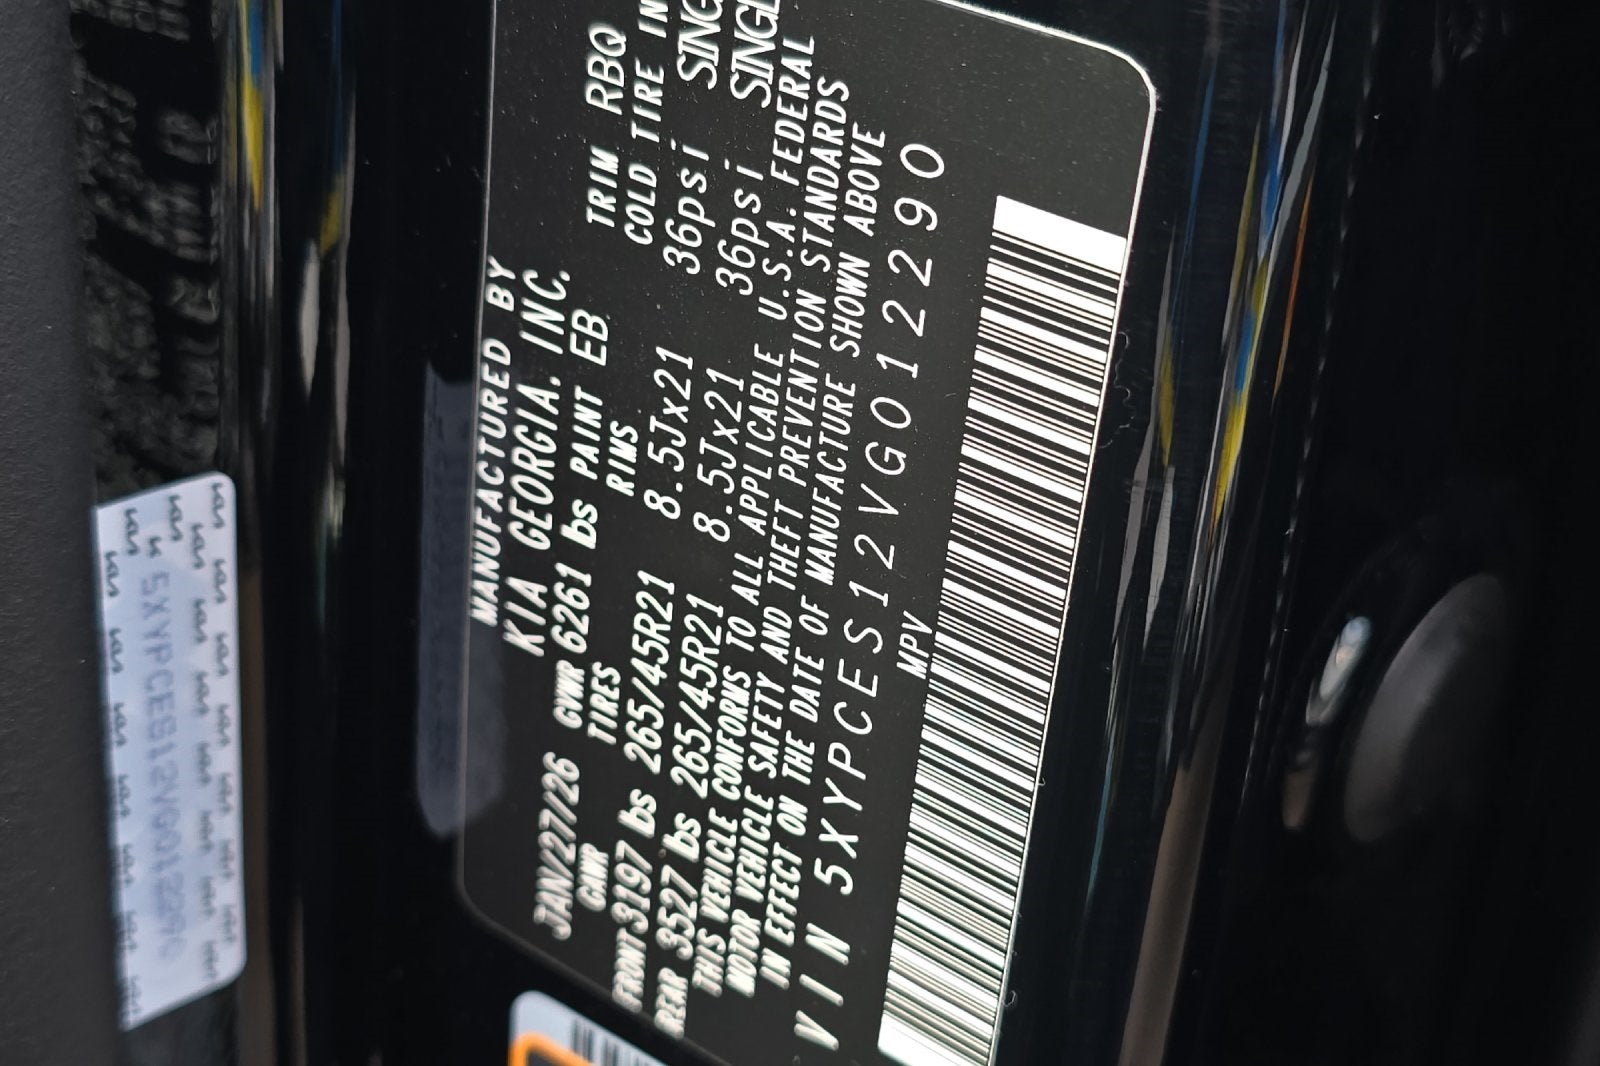 MANUFACTURED BY
KIA GEORGIA. INC.
JAN/27/26 GVWR 6261 lbs PAINT EB TRIM RBQ
GAWR TIRES RIMS COLD TIRE IN
FRONT 3197 lbs 265/45R21 8.5Jx21 36psi SING
REAR 3527 lbs 265/45R21 8.5Jx21 36psi SINGL
THIS VEHICLE CONFORMS TO ALL APPLICABLE U.S.A. FEDERAL
MOTOR VEHICLE SAFETY AND THEFT PREVENTION STANDARDS
IN EFFECT ON THE DATE OF MANUFACTURE SHOWN ABOVE
VIN 5XYPCES12VG012290
MPV
5XYPCES12VG012290